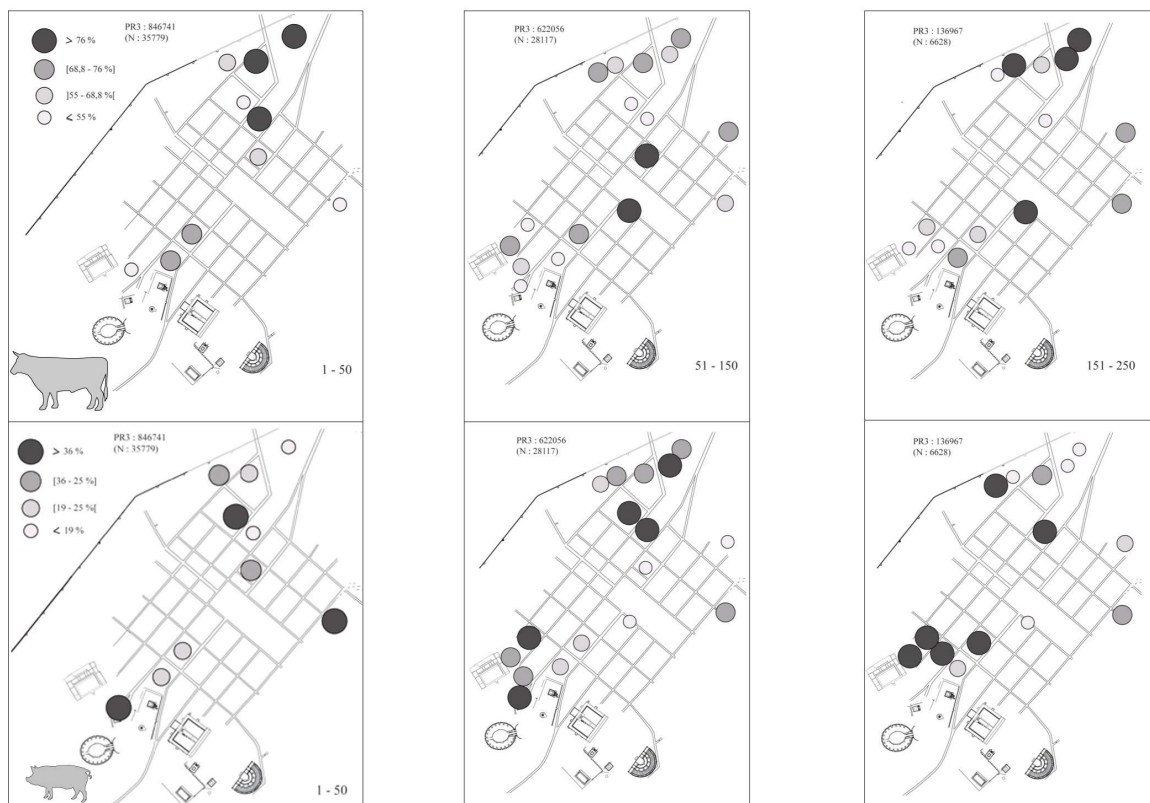 PR3 : 846741
(N : 35779)
> 76 %
[68,8 - 76 %]
]55 - 68,8 %[
< 55 %
1 - 50
PR3 : 622056
(N : 28117)
51 - 150
PR3 : 136967
(N : 6628)
151 - 250
PR3 : 846741
(N : 35779)
> 36 %
[36 - 25 %]
[19 - 25 %[
< 19 %
1 - 50
PR3 : 622056
(N : 28117)
PR3 : 136967
(N : 6628)